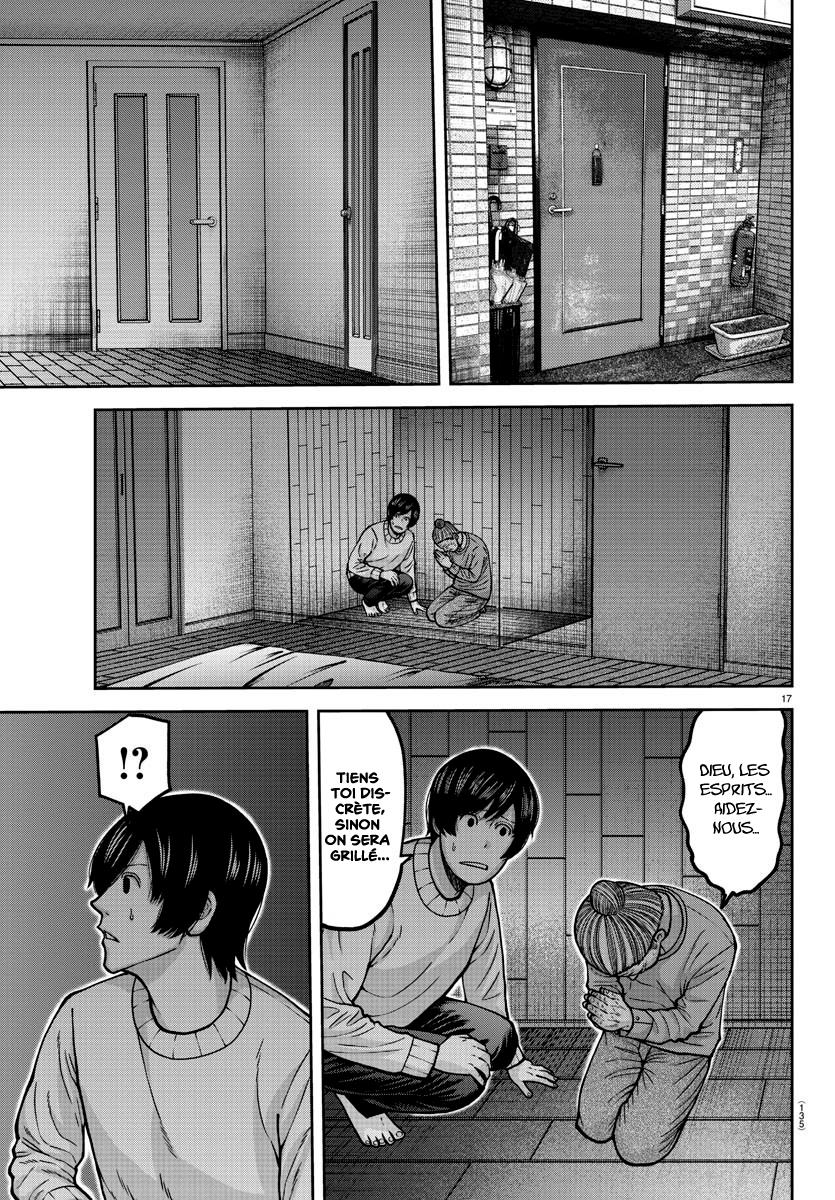 17
DIEU, LES
ESPRITS...
AIDEZ-
NOUS...
TIENS
TOI DIS-
CRÈTE,
SINON
ON SERA
GRILLÉ...
!?
(135)